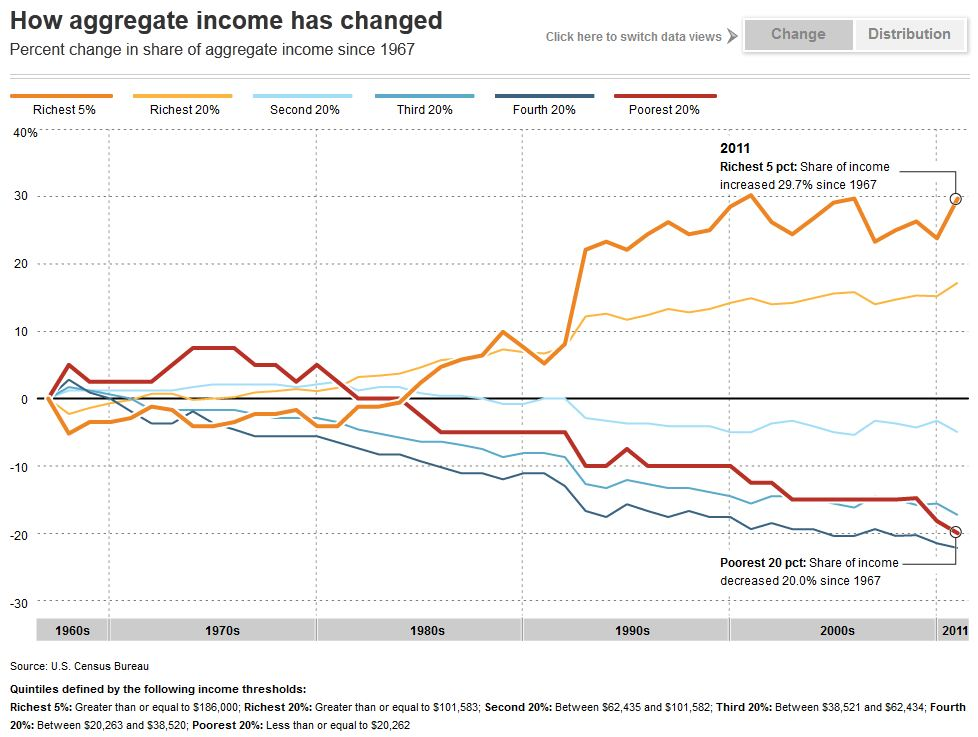 How aggregate income has changed
Percent change in share of aggregate income since 1967
Click here to switch data views
Change
Distribution
Richest 5%
Richest 20%
Second 20%
Third 20%
Fourth 20%
Poorest 20%
40%
30
20
10
0
-10
-20
-30
2011
Richest 5 pct: Share of income
increased 29.7% since 1967
Poorest 20 pct: Share of income
decreased 20.0% since 1967
1960s
1970s
1980s
1990s
2000s
2011
Source: U.S. Census Bureau
Quintiles defined by the following income thresholds:
Richest 5%: Greater than or equal to $186,000; Richest 20%: Greater than or equal to $101,583; Second 20%: Between $62,435 and $101,582; Third 20%: Between $38,521 and $62,434; Fourth
20%: Between $20,263 and $38,520; Poorest 20%: Less than or equal to $20,262